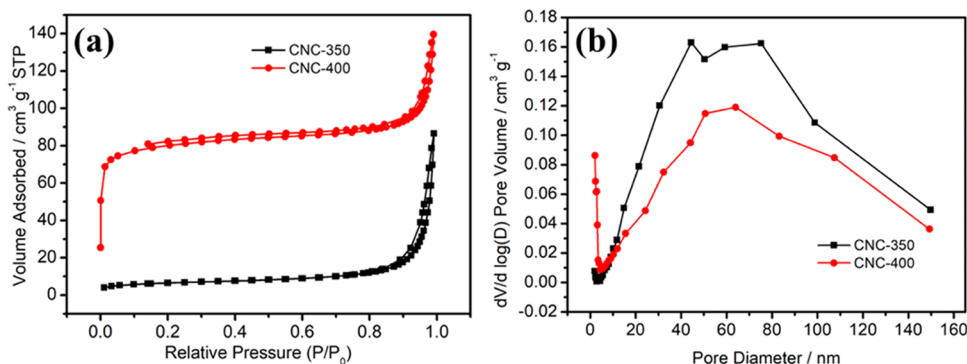 (a)
CNC-350
CNC-400
Volume Adsorbed / cm³ g⁻¹ STP
140
120
100
80
60
40
20
0
0.0 0.2 0.4 0.6 0.8 1.0
Relative Pressure (P/P₀)
(b)
CNC-350
CNC-400
dV/d log(D) Pore Volume / cm³ g⁻¹
0.18
0.16
0.14
0.12
0.10
0.08
0.06
0.04
0.02
0.00
-0.02
0 20 40 60 80 100 120 140 160
Pore Diameter / nm